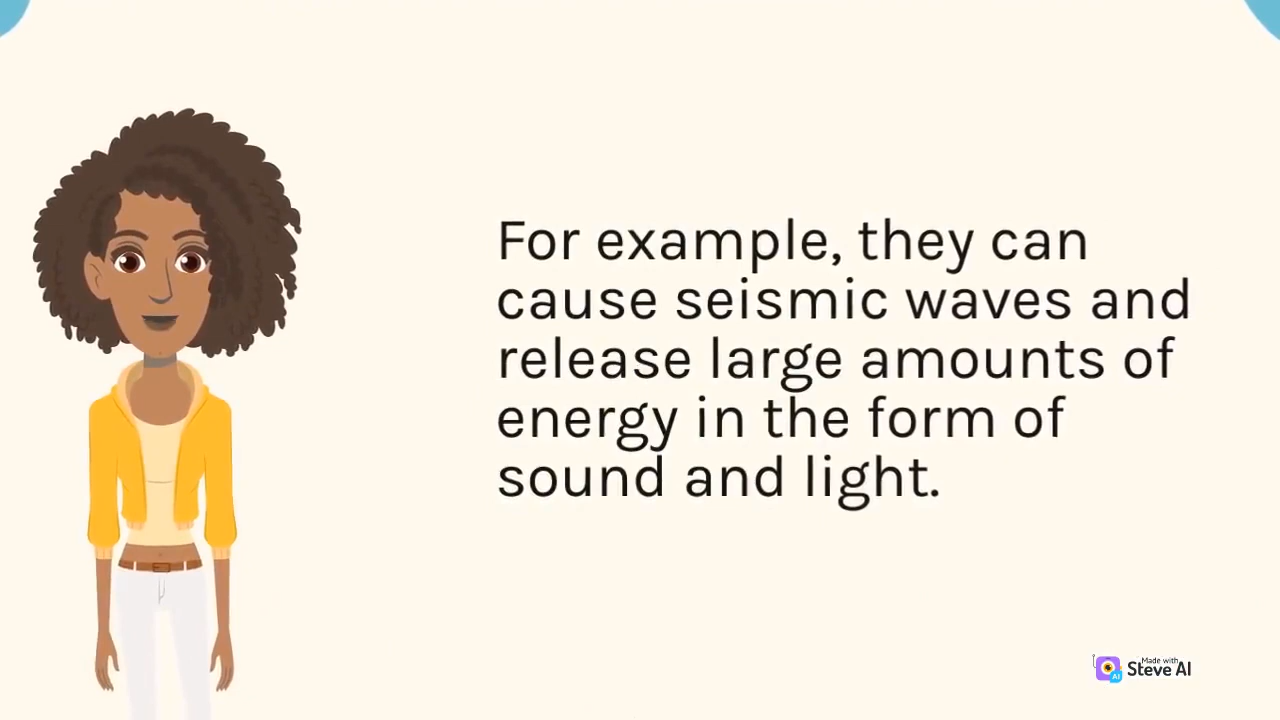 For example, they can
cause seismic waves and
release large amounts of
energy in the form of
sound and light.
Made with
Steve AI
AI